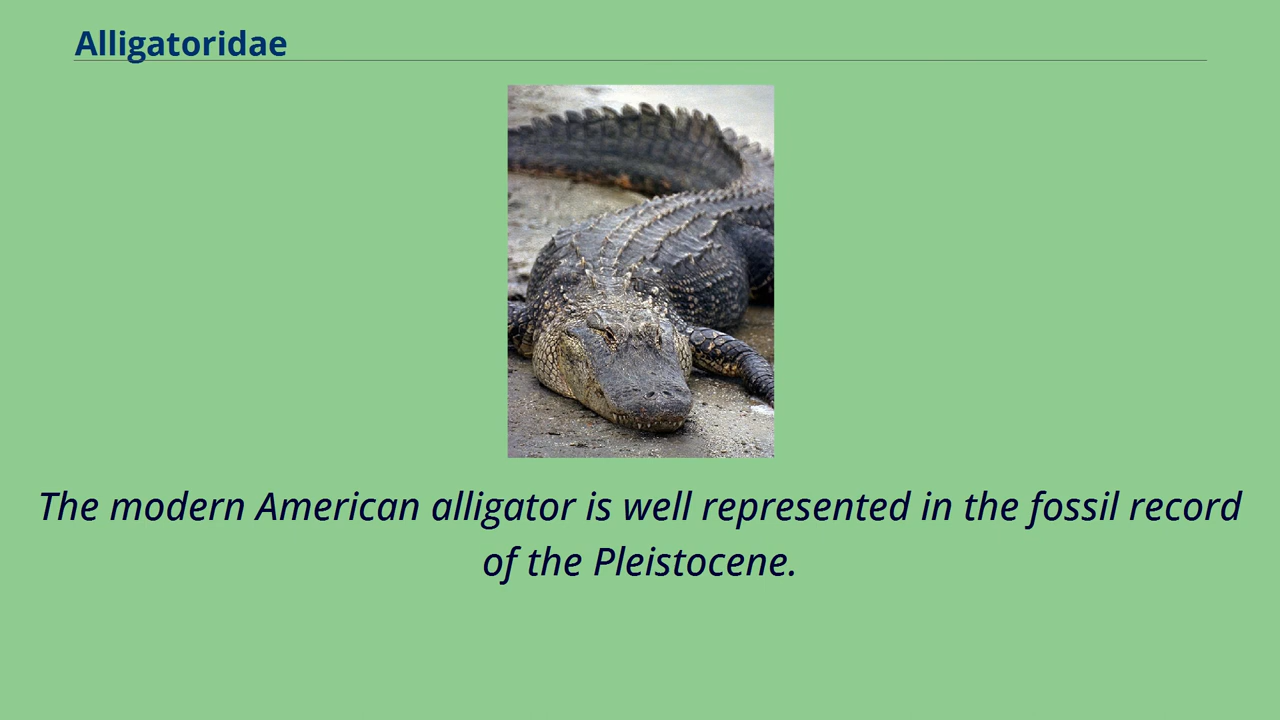 Alligatoridae
The modern American alligator is well represented in the fossil record
of the Pleistocene.